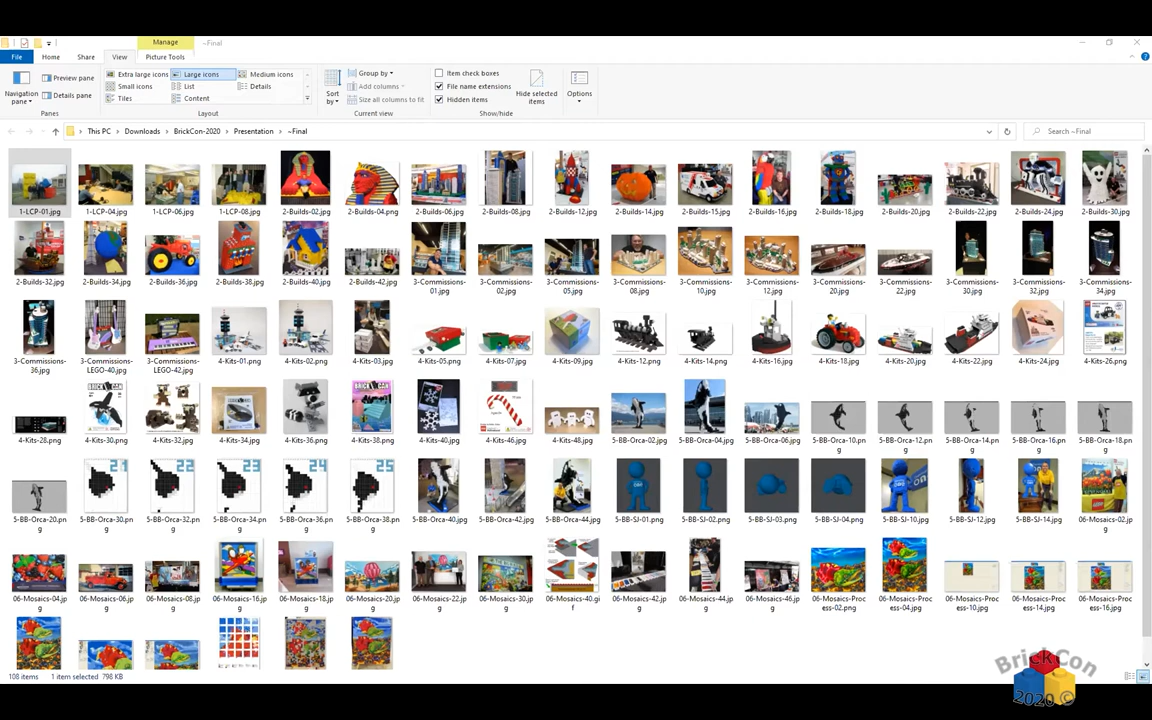 Manage
~Final
File
Home
Share
View
Picture Tools
Navigation pane
Preview pane
Details pane
Panes
Extra large icons
Large icons
Medium icons
Small icons
List
Details
Tiles
Content
Layout
Sort by
Group by
Add columns
Size all columns to fit
Current view
Item check boxes
File name extensions
Hidden items
Hide selected items
Show/hide
Options
This PC > Downloads > BrickCon-2020 > Presentation > ~Final
Search ~Final
1-LCP-01.jpg 1-LCP-04.jpg 1-LCP-06.jpg 1-LCP-08.jpg 2-Builds-02.jpg 2-Builds-04.png 2-Builds-06.jpg 2-Builds-08.jpg 2-Builds-12.jpg 2-Builds-14.jpg 2-Builds-15.jpg 2-Builds-16.jpg 2-Builds-18.jpg 2-Builds-20.jpg 2-Builds-22.jpg 2-Builds-24.jpg 2-Builds-30.jpg
2-Builds-32.jpg 2-Builds-34.jpg 2-Builds-36.jpg 2-Builds-38.jpg 2-Builds-40.jpg 2-Builds-42.jpg 3-Commissions-01.jpg 3-Commissions-02.jpg 3-Commissions-05.jpg 3-Commissions-08.jpg 3-Commissions-10.jpg 3-Commissions-12.jpg 3-Commissions-20.jpg 3-Commissions-22.jpg 3-Commissions-30.jpg 3-Commissions-32.jpg 3-Commissions-34.jpg
3-Commissions-36.jpg 3-Commissions-LEGO-40.jpg 3-Commissions-LEGO-42.jpg 4-Kits-01.png 4-Kits-02.png 4-Kits-03.jpg 4-Kits-05.png 4-Kits-07.png 4-Kits-09.jpg 4-Kits-12.png 4-Kits-14.png 4-Kits-16.jpg 4-Kits-18.jpg 4-Kits-20.jpg 4-Kits-22.jpg 4-Kits-24.jpg 4-Kits-26.png
BRICK CAN
21 22 23 24 25
4-Kits-28.png 4-Kits-30.png 4-Kits-32.jpg 4-Kits-34.jpg 4-Kits-36.png 4-Kits-38.png 4-Kits-40.jpg 4-Kits-46.jpg 4-Kits-48.jpg 5-BB-Orca-02.jpg 5-BB-Orca-04.jpg 5-BB-Orca-06.jpg 5-BB-Orca-10.png 5-BB-Orca-12.png 5-BB-Orca-14.png 5-BB-Orca-16.png 5-BB-Orca-18.png
5-BB-Orca-20.png 5-BB-Orca-30.png 5-BB-Orca-32.png 5-BB-Orca-34.png 5-BB-Orca-36.png 5-BB-Orca-38.png 5-BB-Orca-40.jpg 5-BB-Orca-42.jpg 5-BB-Orca-44.jpg 5-BB-SJ-01.png 5-BB-SJ-02.png 5-BB-SJ-03.png 5-BB-SJ-04.png 5-BB-SJ-10.jpg 5-BB-SJ-12.jpg 5-BB-SJ-14.jpg 06-Mosaics-02.jpg
06-Mosaics-04.jpg 06-Mosaics-06.jpg 06-Mosaics-08.jpg 06-Mosaics-16.jpg 06-Mosaics-18.jpg 06-Mosaics-20.jpg 06-Mosaics-22.jpg 06-Mosaics-30.jpg 06-Mosaics-40.gif 06-Mosaics-42.jpg 06-Mosaics-44.jpg 06-Mosaics-46.jpg 06-Mosaics-Process-02.png 06-Mosaics-Process-04.jpg 06-Mosaics-Process-10.jpg 06-Mosaics-Process-14.jpg 06-Mosaics-Process-16.jpg
108 items 1 item selected 798 KB
BrickCon
2020 ©